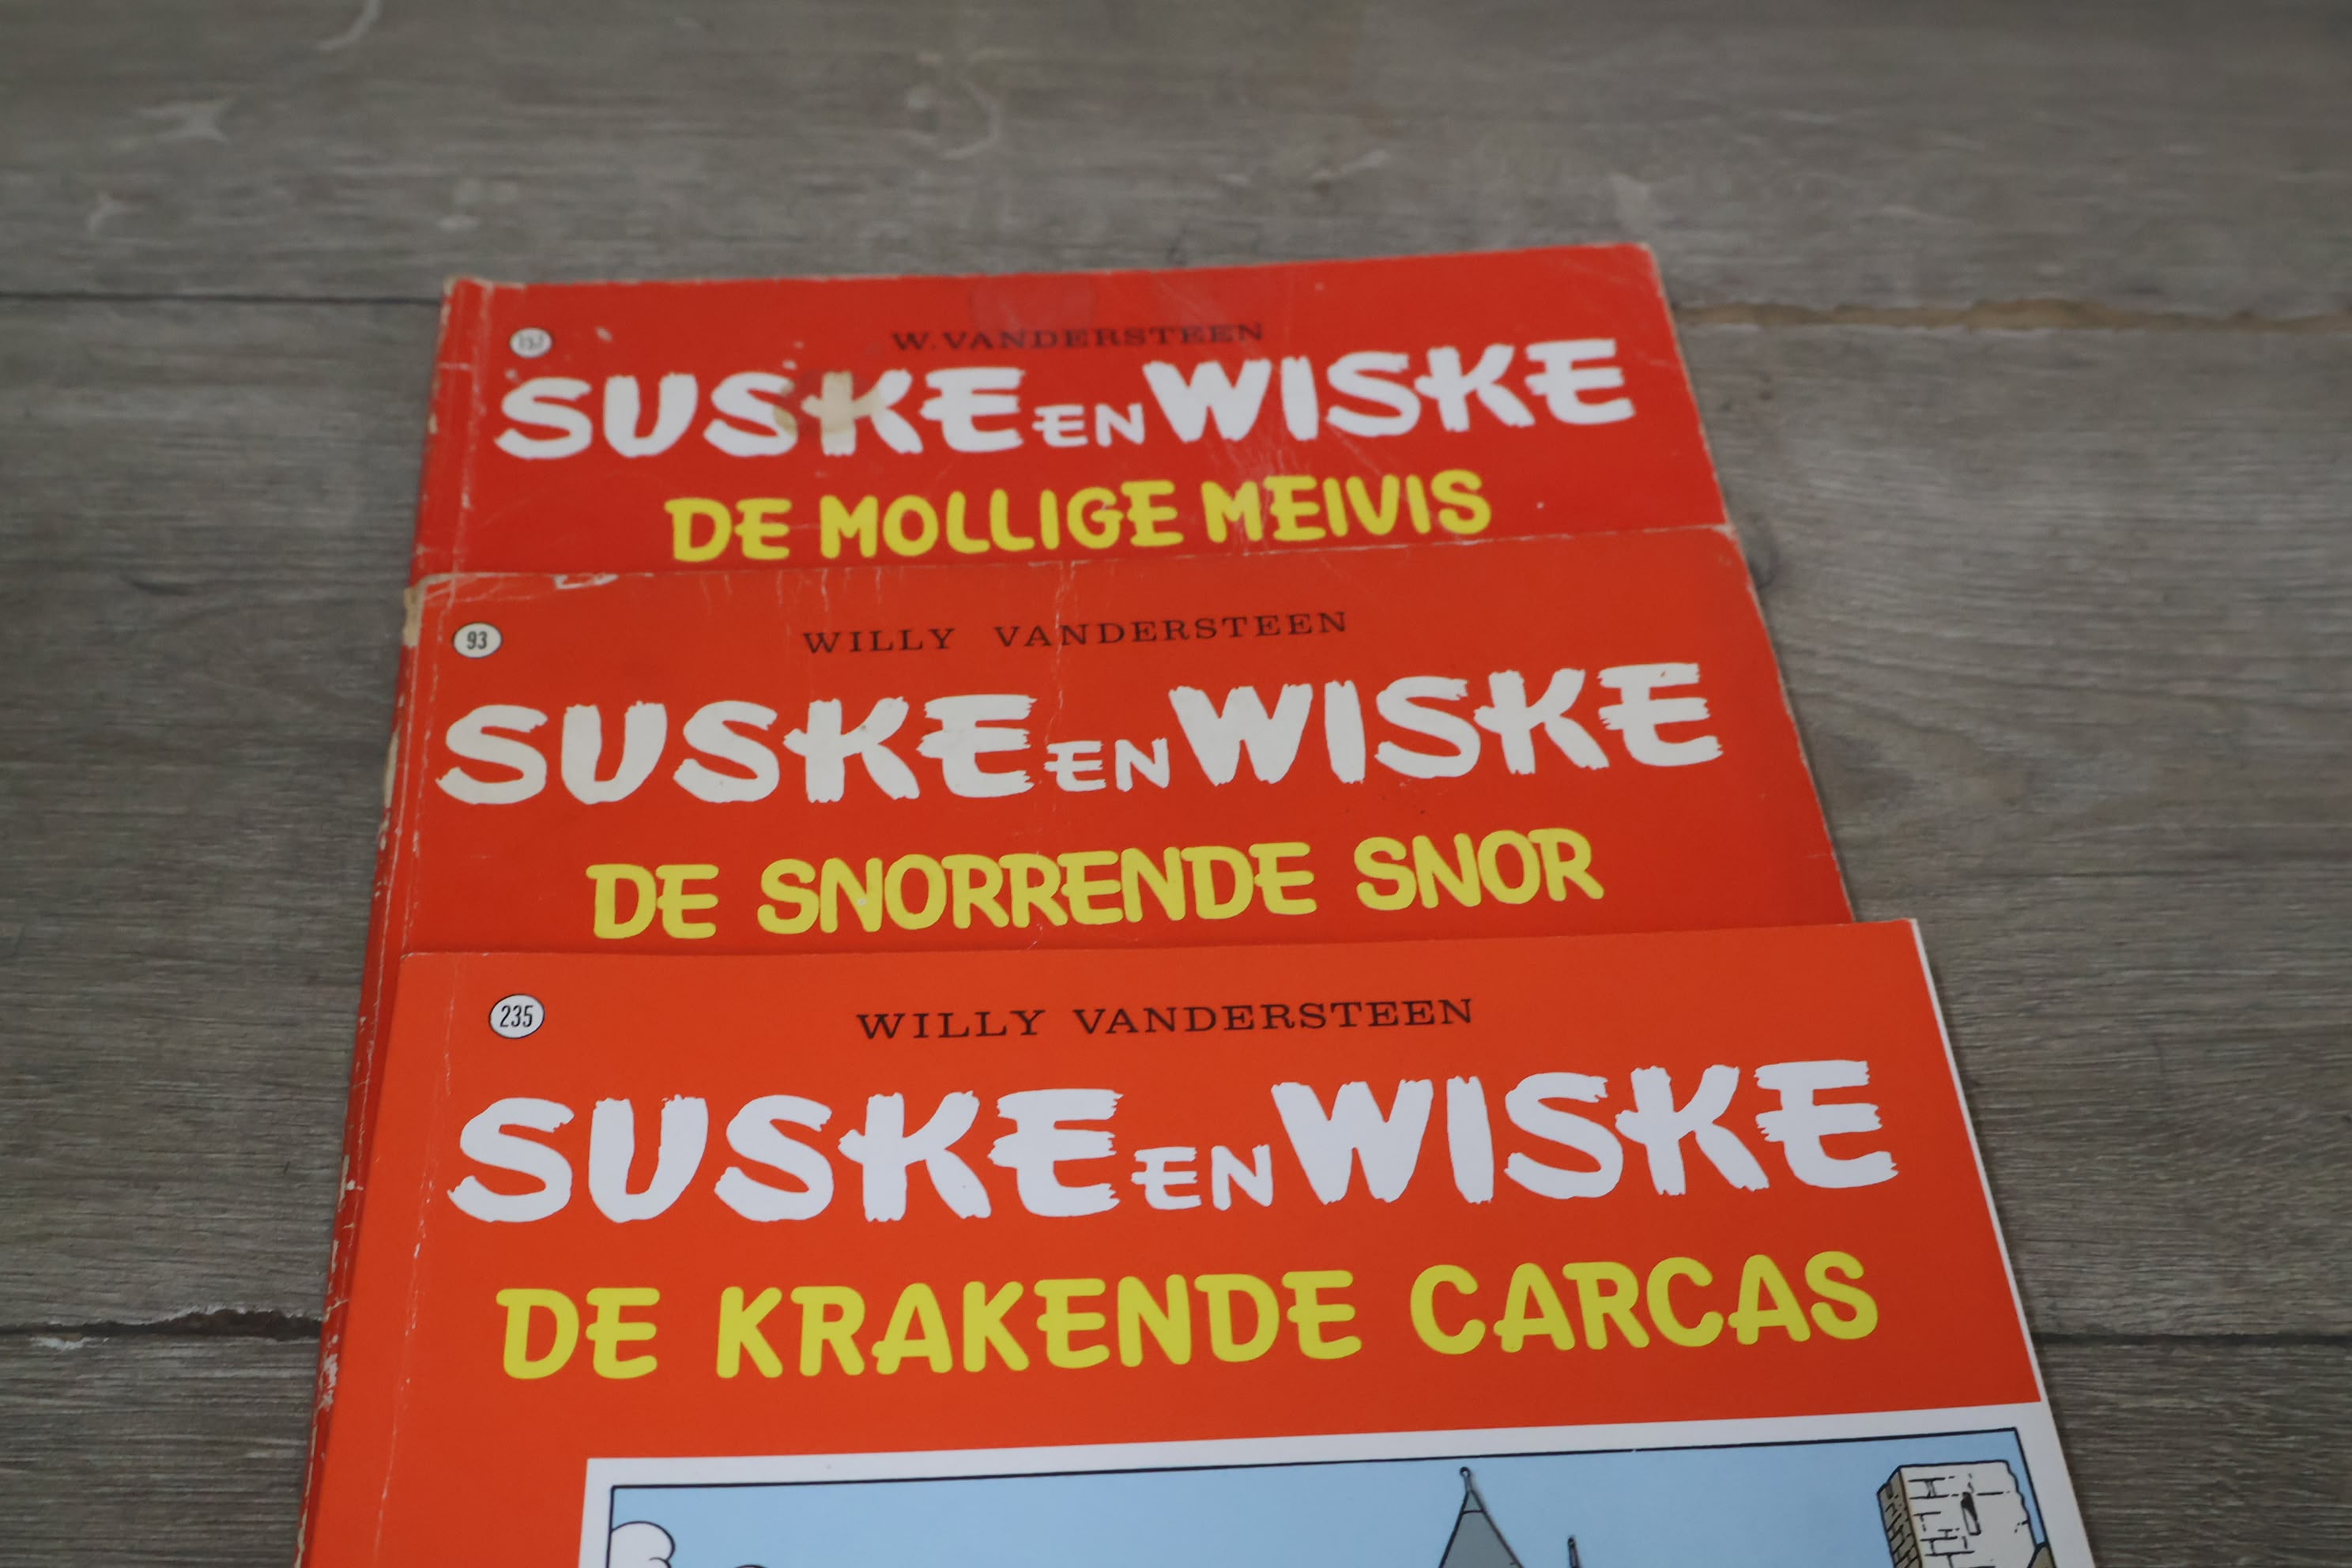 W. VANDERSTEEN
SUSKE EN WISKE
DE MOLLIGE MEIVIS
93
WILLY VANDERSTEEN
SUSKE EN WISKE
DE SNORRENDE SNOR
235
WILLY VANDERSTEEN
SUSKE EN WISKE
DE KRAKENDE CARCAS